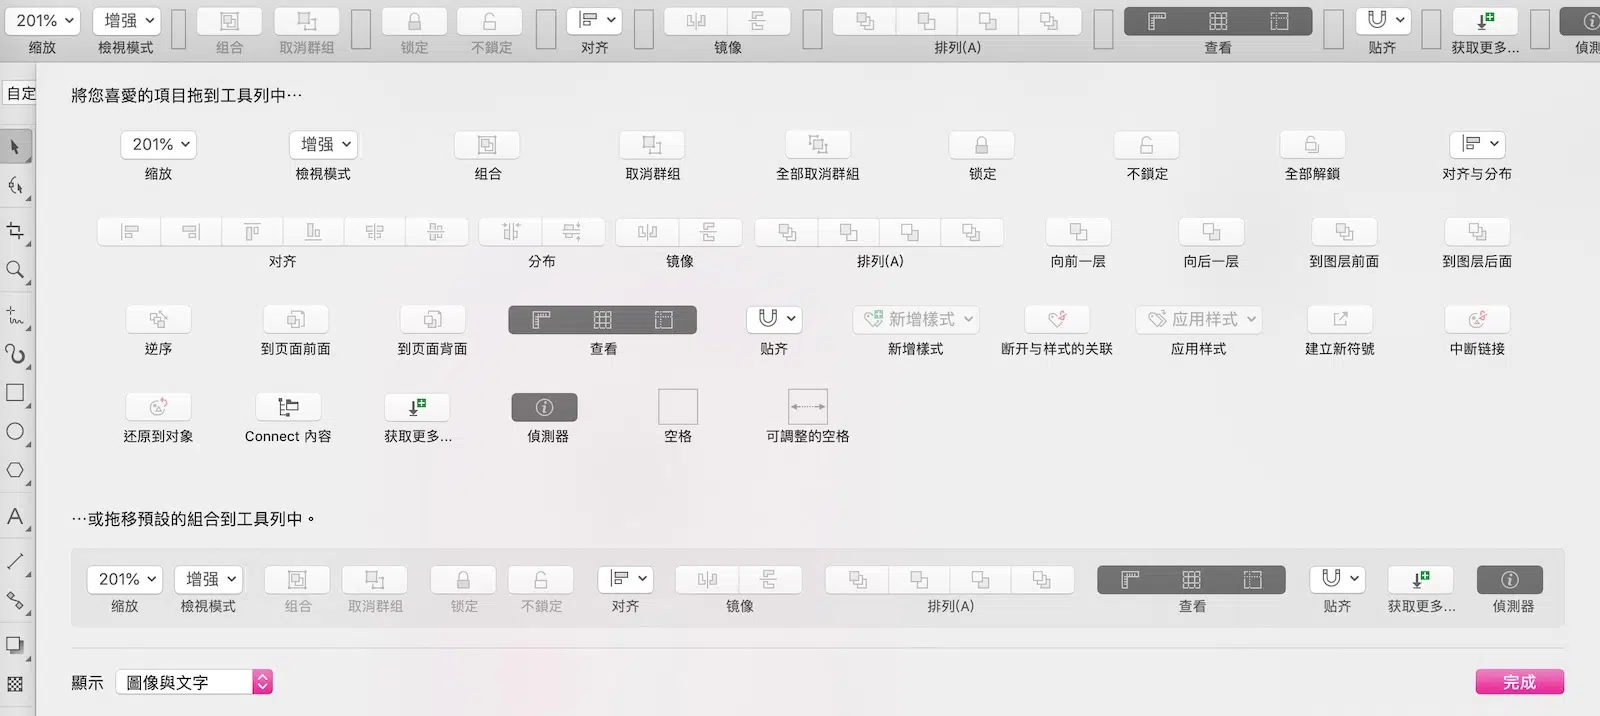 201% 增强
缩放 檢視模式 组合 取消群组 锁定 不鎖定 对齐 镜像 排列(A) 查看 贴齐 获取更多... 偵測
自定
將您喜愛的項目拖到工具列中⋯
201% 增强
缩放 檢視模式 组合 取消群组 全部取消群組 锁定 不鎖定 全部解鎖 对齐与分布
对齐 分布 镜像 排列(A) 向前一层 向后一层 到图层前面 到图层后面
新增樣式 应用样式
逆序 到页面前面 到页面背面 查看 贴齐 新增樣式 断开与样式的关联 应用样式 建立新符號 中断链接
还原到对象 Connect 內容 获取更多... 偵測器 空格 可調整的空格
⋯或拖移預設的組合到工具列中。
201% 增强
缩放 檢視模式 组合 取消群组 锁定 不鎖定 对齐 镜像 排列(A) 查看 贴齐 获取更多... 偵測器
顯示 圖像與文字 完成